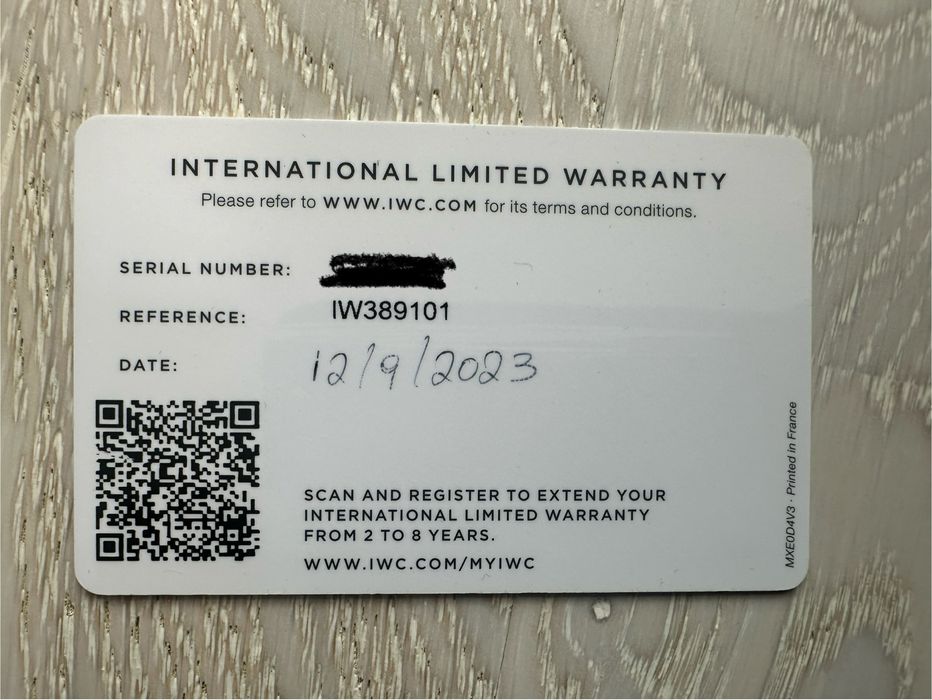 INTERNATIONAL LIMITED WARRANTY
Please refer to WWW.IWC.COM for its terms and conditions.
SERIAL NUMBER:
REFERENCE: IW389101
DATE: 12/9/2023
SCAN AND REGISTER TO EXTEND YOUR
INTERNATIONAL LIMITED WARRANTY
FROM 2 TO 8 YEARS.
WWW.IWC.COM/MYIWC
MXE0D4V3 · Printed in France